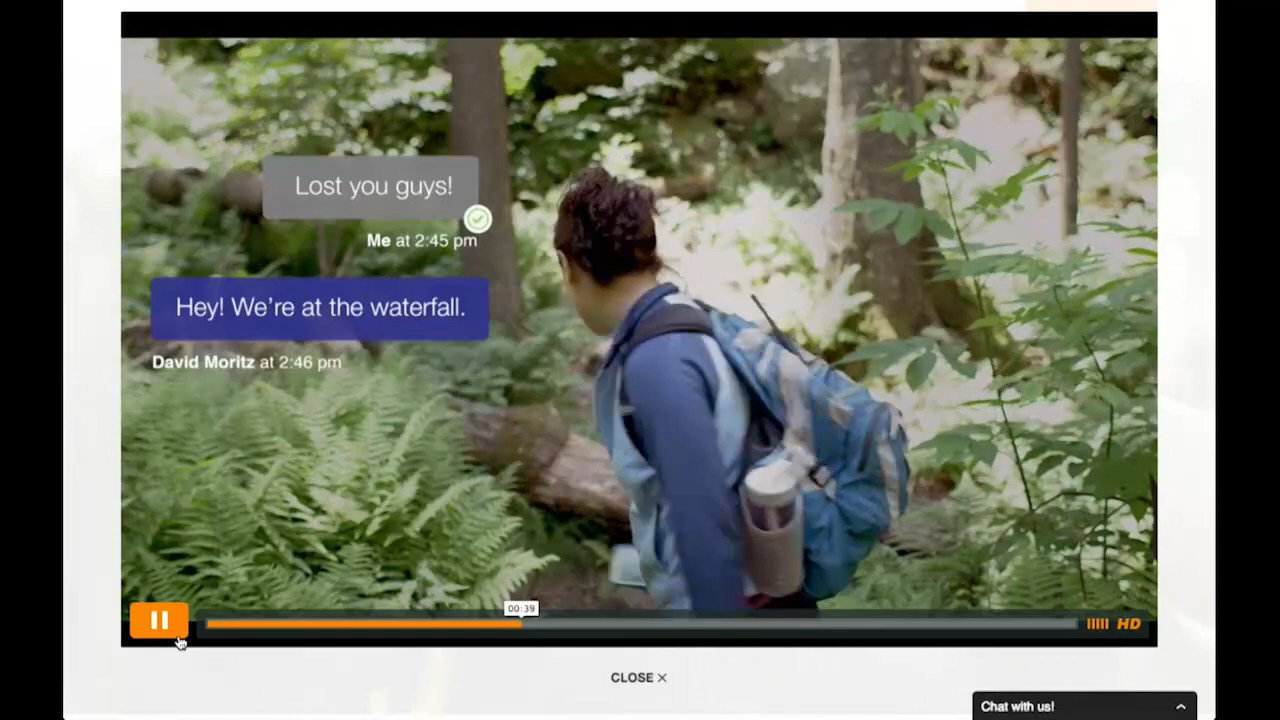 Lost you guys!
Me at 2:45 pm
Hey! We're at the waterfall.
David Moritz at 2:46 pm
00:39
HD
CLOSE ×
Chat with us!